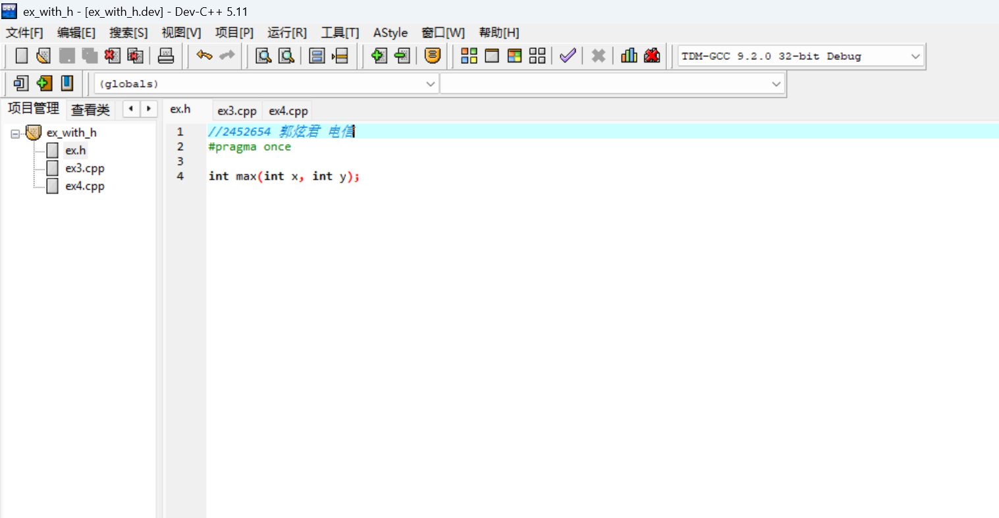 ex_with_h - [ex_with_h.dev] - Dev-C++ 5.11
文件[F] 编辑[E] 搜索[S] 视图[V] 项目[P] 运行[R] 工具[T] AStyle 窗口[W] 帮助[H]
TDM-GCC 9.2.0 32-bit Debug
(globals)
项目管理 查看类 ex.h ex3.cpp ex4.cpp
ex_with_h
ex.h
ex3.cpp
ex4.cpp
1 //2452654 郭炫君 电信
2 #pragma once
3
4 int max(int x, int y);